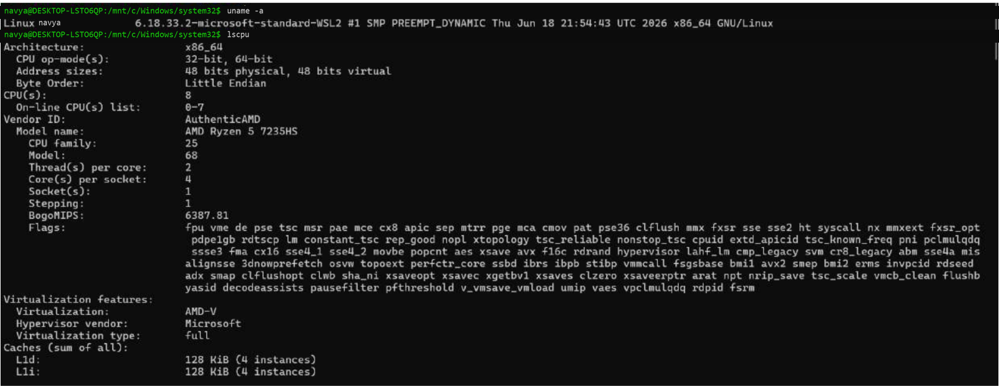 navya@DESKTOP-LSTO6QP:/mnt/c/Windows/system32$ uname -a
Linux navya 6.18.33.2-microsoft-standard-WSL2 #1 SMP PREEMPT_DYNAMIC Thu Jun 18 21:54:43 UTC 2026 x86_64 GNU/Linux
navya@DESKTOP-LSTO6QP:/mnt/c/Windows/system32$ lscpu
Architecture: x86_64
CPU op-mode(s): 32-bit, 64-bit
Address sizes: 48 bits physical, 48 bits virtual
Byte Order: Little Endian
CPU(s): 8
On-line CPU(s) list: 0-7
Vendor ID: AuthenticAMD
Model name: AMD Ryzen 5 7235HS
CPU family: 25
Model: 68
Thread(s) per core: 2
Core(s) per socket: 4
Socket(s): 1
Stepping: 1
BogoMIPS: 6387.81
Flags: fpu vme de pse tsc msr pae mce cx8 apic sep mtrr pge mca cmov pat pse36 clflush mmx fxsr sse sse2 ht syscall nx mmxext fxsr_opt
pdpe1gb rdtscp lm constant_tsc rep_good nopl xtopology tsc_reliable nonstop_tsc cpuid extd_apicid tsc_known_freq pni pclmulqdq
ssse3 fma cx16 sse4_1 sse4_2 movbe popcnt aes xsave avx f16c rdrand hypervisor lahf_lm cmp_legacy svm cr8_legacy abm sse4a mis
alignsse 3dnowprefetch osvw topoext perfctr_core ssbd ibrs ibpb stibp vmmcall fsgsbase bmi1 avx2 smep bmi2 erms invpcid rdseed
adx smap clflushopt clwb sha_ni xsaveopt xsavec xgetbv1 xsaves clzero xsaveerptr arat npt nrip_save tsc_scale vmcb_clean flushb
yasid decodeassists pausefilter pfthreshold v_vmsave_vmload umip vaes vpclmulqdq rdpid fsrm
Virtualization features:
Virtualization: AMD-V
Hypervisor vendor: Microsoft
Virtualization type: full
Caches (sum of all):
L1d: 128 KiB (4 instances)
L1i: 128 KiB (4 instances)